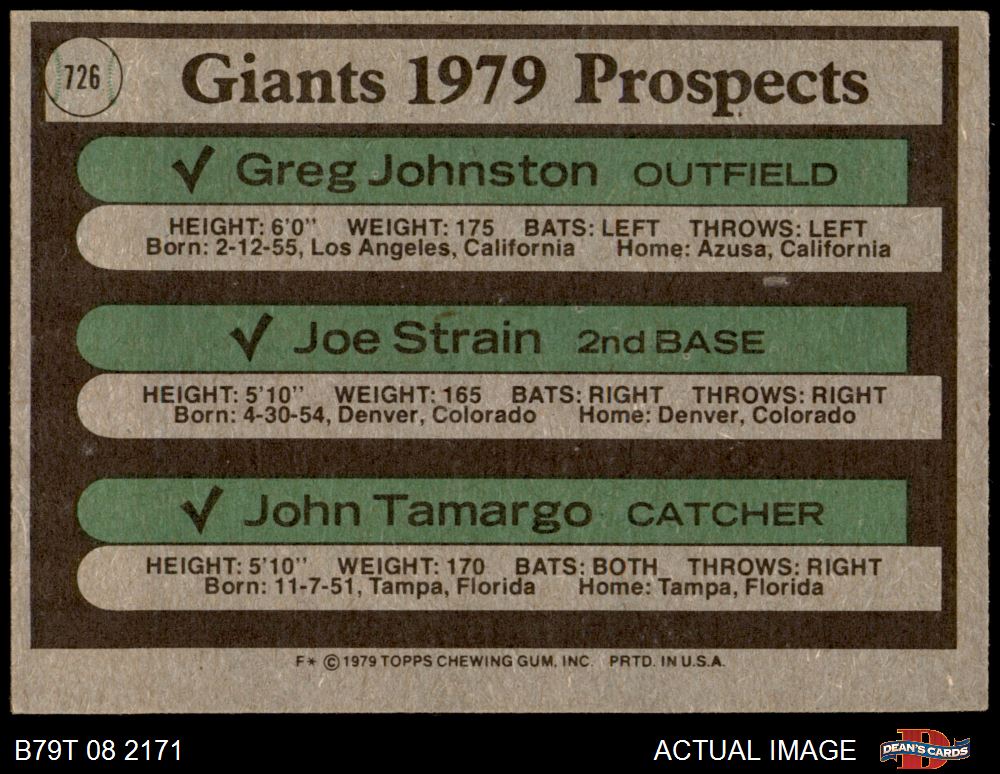 726
Giants 1979 Prospects
✓ Greg Johnston OUTFIELD
HEIGHT: 6'0'' WEIGHT: 175 BATS: LEFT THROWS: LEFT
Born: 2-12-55, Los Angeles, California Home: Azusa, California
✓ Joe Strain 2nd BASE
HEIGHT: 5'10'' WEIGHT: 165 BATS: RIGHT THROWS: RIGHT
Born: 4-30-54, Denver, Colorado Home: Denver, Colorado
✓ John Tamargo CATCHER
HEIGHT: 5'10'' WEIGHT: 170 BATS: BOTH THROWS: RIGHT
Born: 11-7-51, Tampa, Florida Home: Tampa, Florida
F* © 1979 TOPPS CHEWING GUM, INC. PRTD. IN U.S.A.
B79T 08 2171 ACTUAL IMAGE DEAN'S CARDS